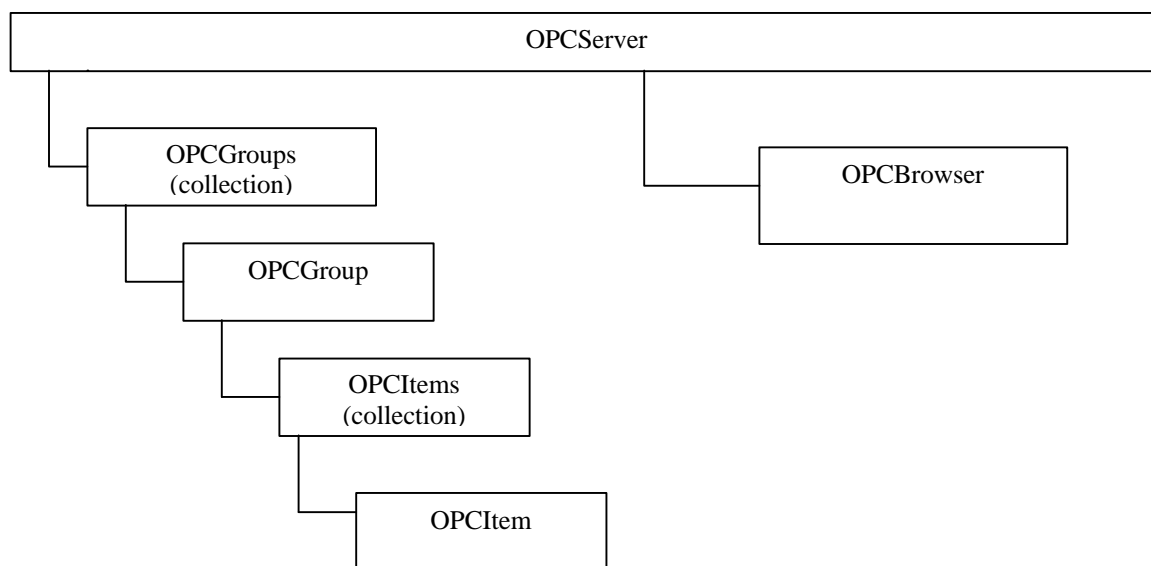 OPCServer
OPCGroups
(collection)
OPCBrowser
OPCGroup
OPCItems
(collection)
OPCItem